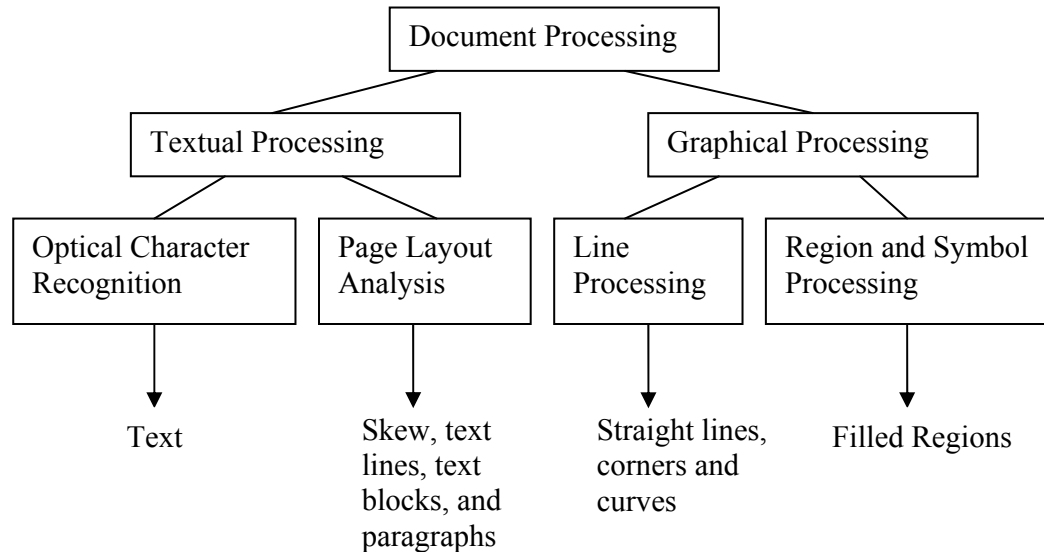 Document Processing
Textual Processing
Graphical Processing
Optical Character
Recognition
Page Layout
Analysis
Line
Processing
Region and Symbol
Processing
Text
Skew, text
lines, text
blocks, and
paragraphs
Straight lines,
corners and
curves
Filled Regions